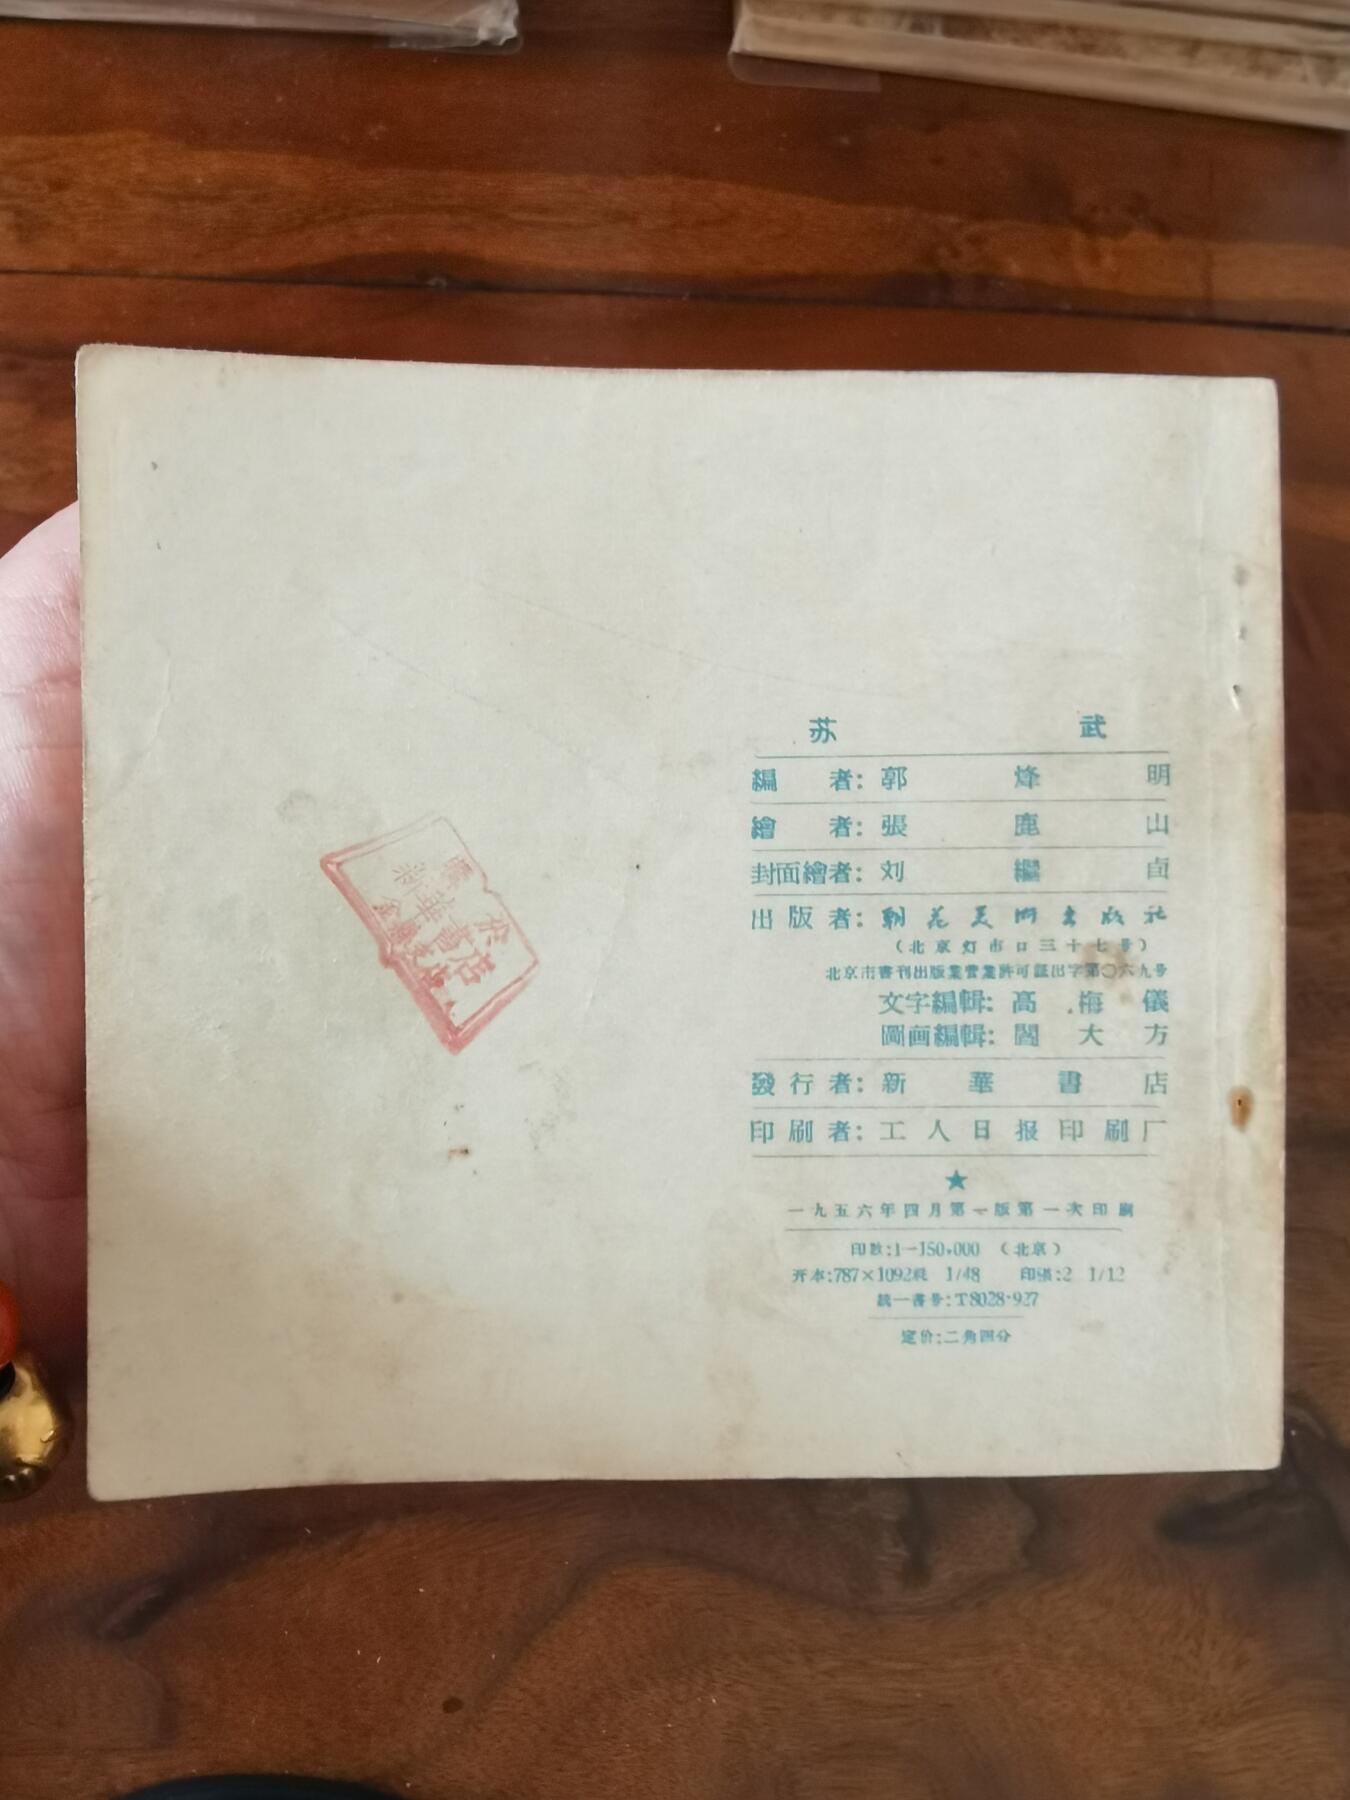 苏武
編者：郭烽明
繪者：張鹿山
封面繪者：刘繼卣
出版者：朝花美術出版社
（北京灯市口三十七号）
北京市書刊出版業营業許可証出字第〇六九号
文字編輯：高梅儀
圖画編輯：閻大方
發行者：新華書店
印刷者：工人日报印刷厂
★
一九五六年四月第一版第一次印刷
印数：1—150,000（北京）
开本：787×1092耗 1/48 印張：2 1/12
統一書号：T8028·927
定价：二角四分
華書店